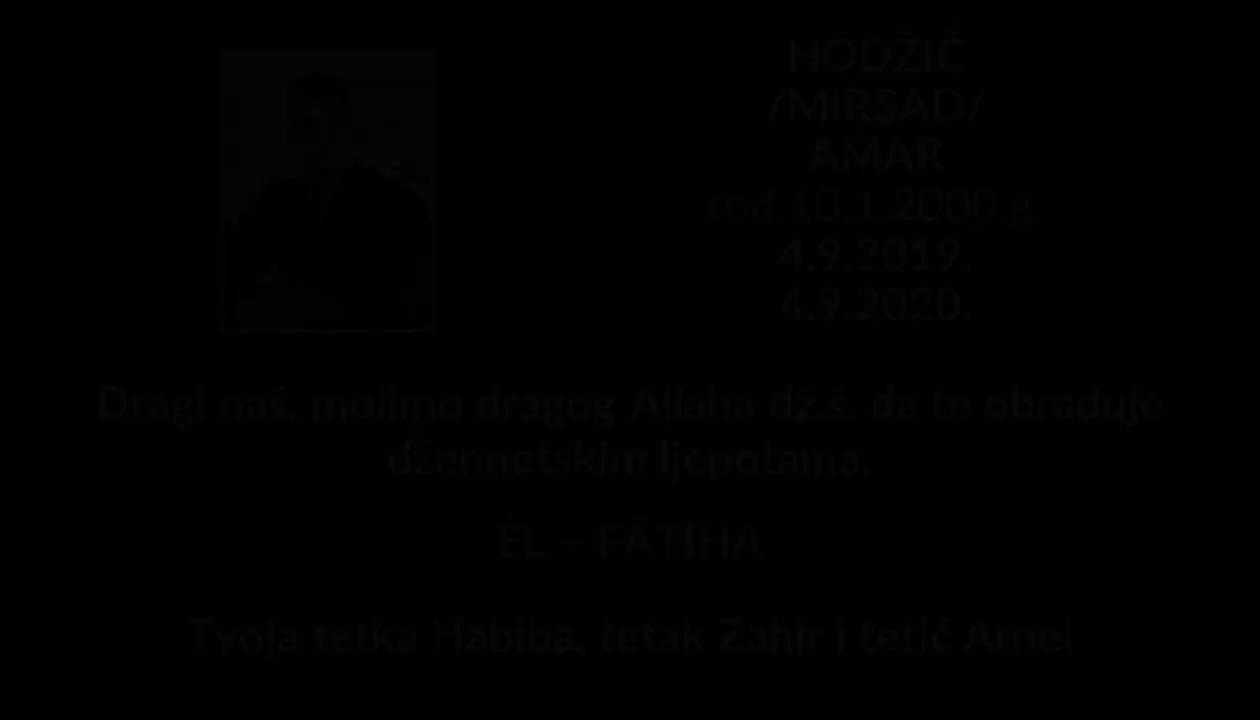 HODŽIĆ
/MIRSAD/
AMAR
rođ.10.1.2000.g.
4.9.2019.
4.9.2020.
Dragi naš, molimo dragog Allaha dž.š. da te obraduje
džennetskim ljepotama.
EL – FĀTIHA
Tvoja tetka Habiba, tetak Zahir i tetić Arnel